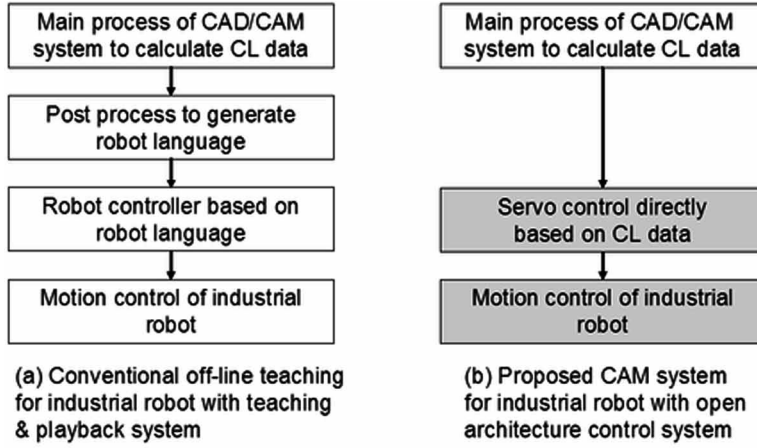 Main process of CAD/CAM
system to calculate CL data
Post process to generate
robot language
Robot controller based on
robot language
Motion control of industrial
robot
(a) Conventional off-line teaching
for industrial robot with teaching
& playback system
Main process of CAD/CAM
system to calculate CL data
Servo control directly
based on CL data
Motion control of industrial
robot
(b) Proposed CAM system
for industrial robot with open
architecture control system